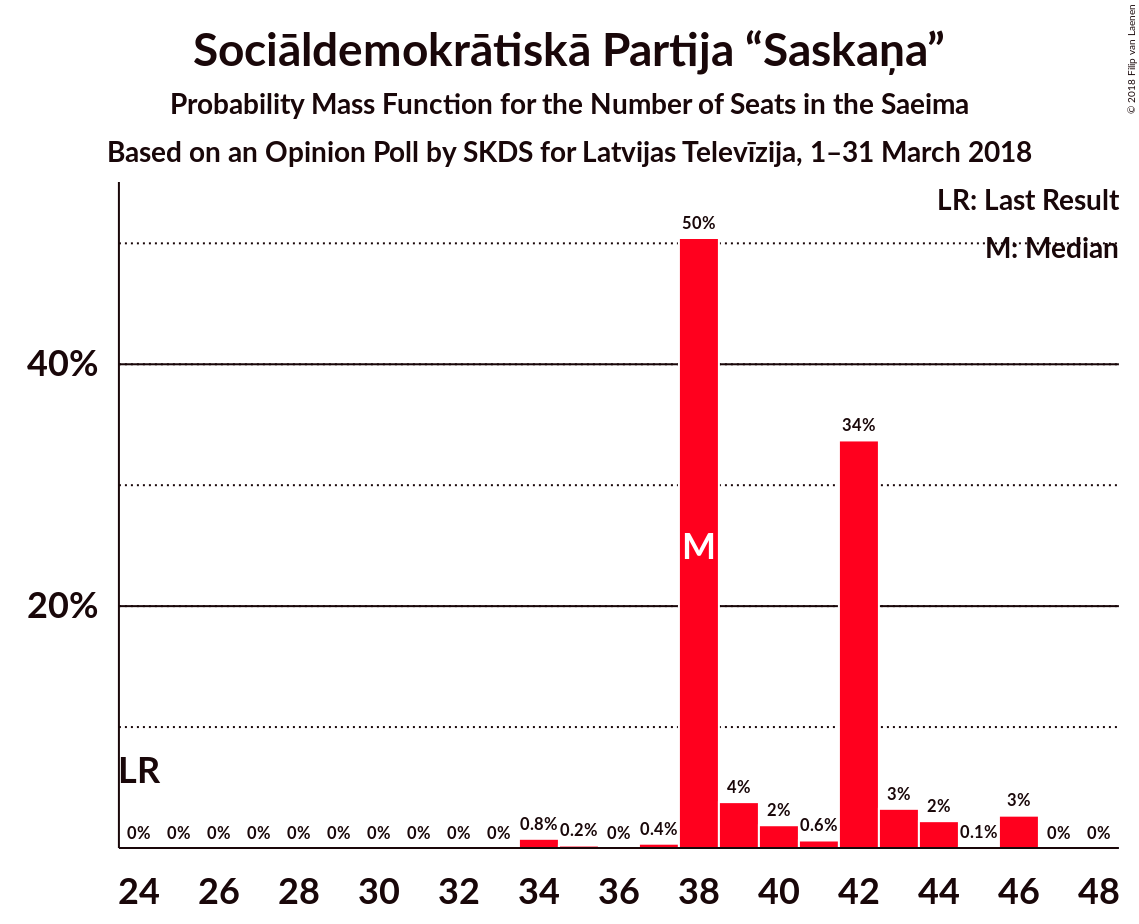 Sociāldemokrātiskā Partija “Saskaņa”
Probability Mass Function for the Number of Seats in the Saeima
Based on an Opinion Poll by SKDS for Latvijas Televīzija, 1–31 March 2018
© 2018 Filip van Laenen
LR: Last Result
M: Median
50%
40%
34%
M
20%
LR
0% 0% 0% 0% 0% 0% 0% 0% 0% 0% 0.8% 0.2% 0% 0.4% 4% 2% 0.6% 3% 2% 0.1% 3% 0% 0%
24 26 28 30 32 34 36 38 40 42 44 46 48